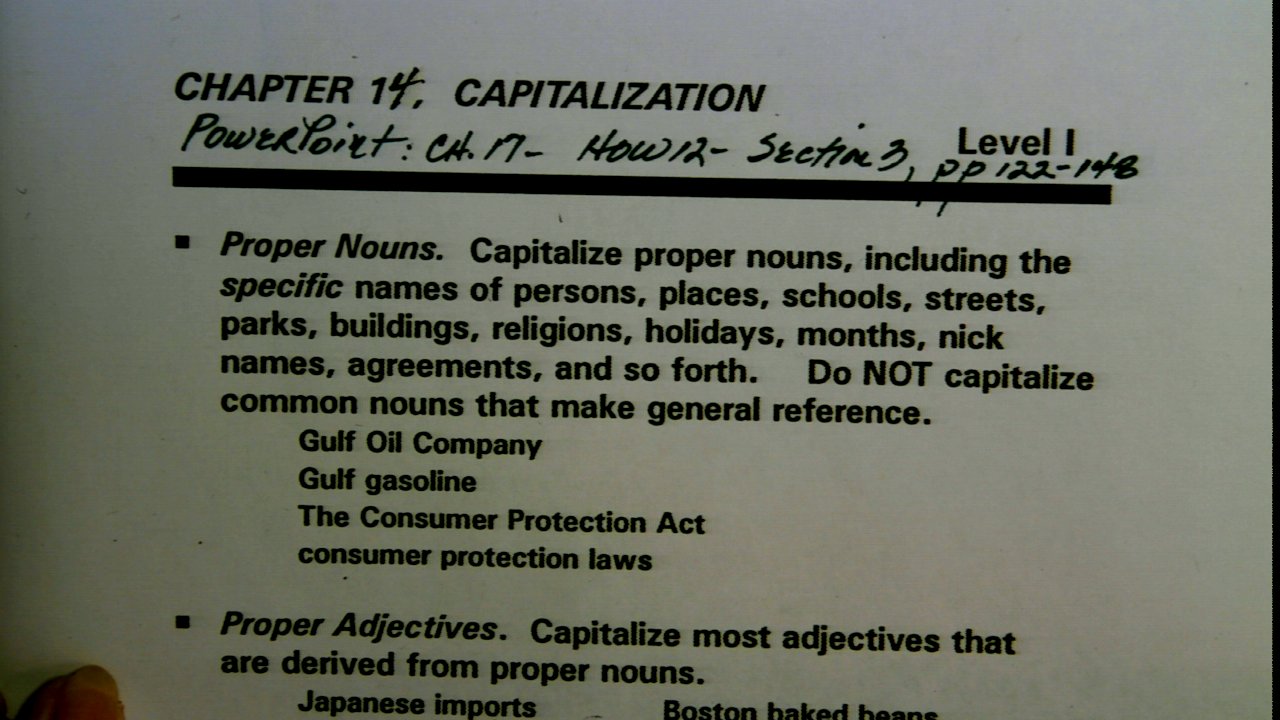 CHAPTER 14, CAPITALIZATION
PowerPoint: CH. 17- HOW12- Section 3, pp 122-148
Level I
▪ Proper Nouns. Capitalize proper nouns, including the
specific names of persons, places, schools, streets,
parks, buildings, religions, holidays, months, nick
names, agreements, and so forth. Do NOT capitalize
common nouns that make general reference.
Gulf Oil Company
Gulf gasoline
The Consumer Protection Act
consumer protection laws
▪ Proper Adjectives. Capitalize most adjectives that
are derived from proper nouns.
Japanese imports Boston baked beans